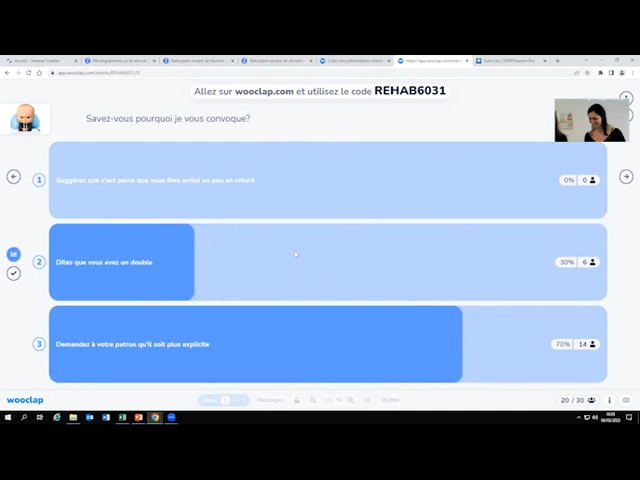 Allez sur wooclap.com et utilisez le code REHAB6031
Savez-vous pourquoi je vous convoque?
1 Suggérez que c'est parce que vous êtes arrivé un peu en retard 0% 0
2 Dites que vous avez un double 30% 6
3 Demandez à votre patron qu'il soit plus explicite 70% 14
wooclap Messages Quitter 20 / 30